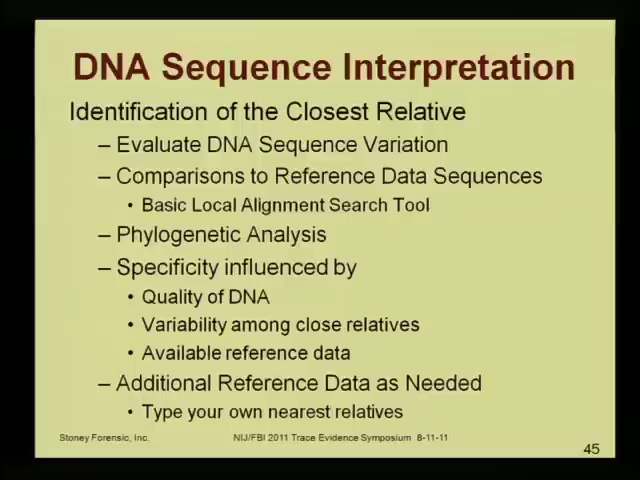 DNA Sequence Interpretation
Identification of the Closest Relative
– Evaluate DNA Sequence Variation
– Comparisons to Reference Data Sequences
• Basic Local Alignment Search Tool
– Phylogenetic Analysis
– Specificity influenced by
• Quality of DNA
• Variability among close relatives
• Available reference data
– Additional Reference Data as Needed
• Type your own nearest relatives
Stoney Forensic, Inc. NIJ/FBI 2011 Trace Evidence Symposium 8-11-11
45